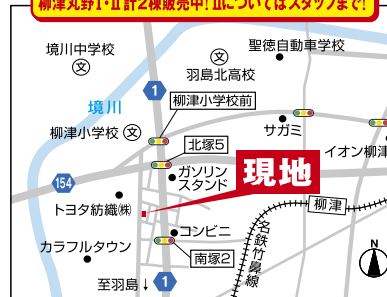 柳津丸野Ⅰ・Ⅱ計2棟販売中!Ⅱについてはスタッフまで!
境川中学校
文
聖徳自動車学校
文
羽島北高校
1
境川
柳津小学校前
柳津小学校
文
サガミ
北塚5
イオン柳津
ガソリン
スタンド
現地
154
トヨタ紡織㈱
柳津
名鉄竹鼻線
コンビニ
カラフルタウン
南塚2
N
至羽島↓
1